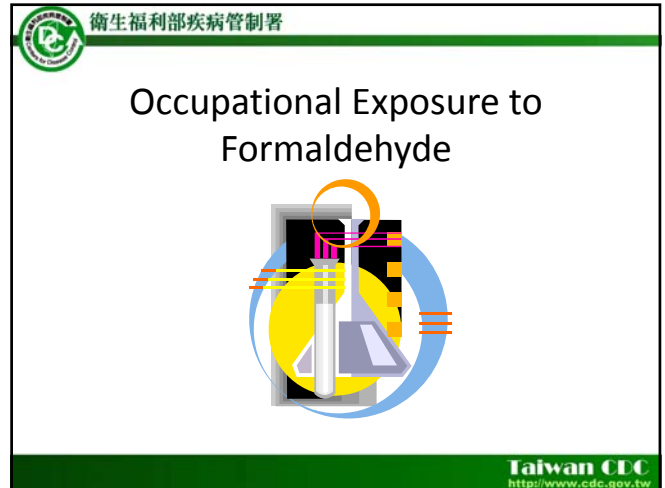 衛生福利部疾病管制署
Occupational Exposure to
Formaldehyde
Taiwan CDC
http://www.cdc.gov.tw